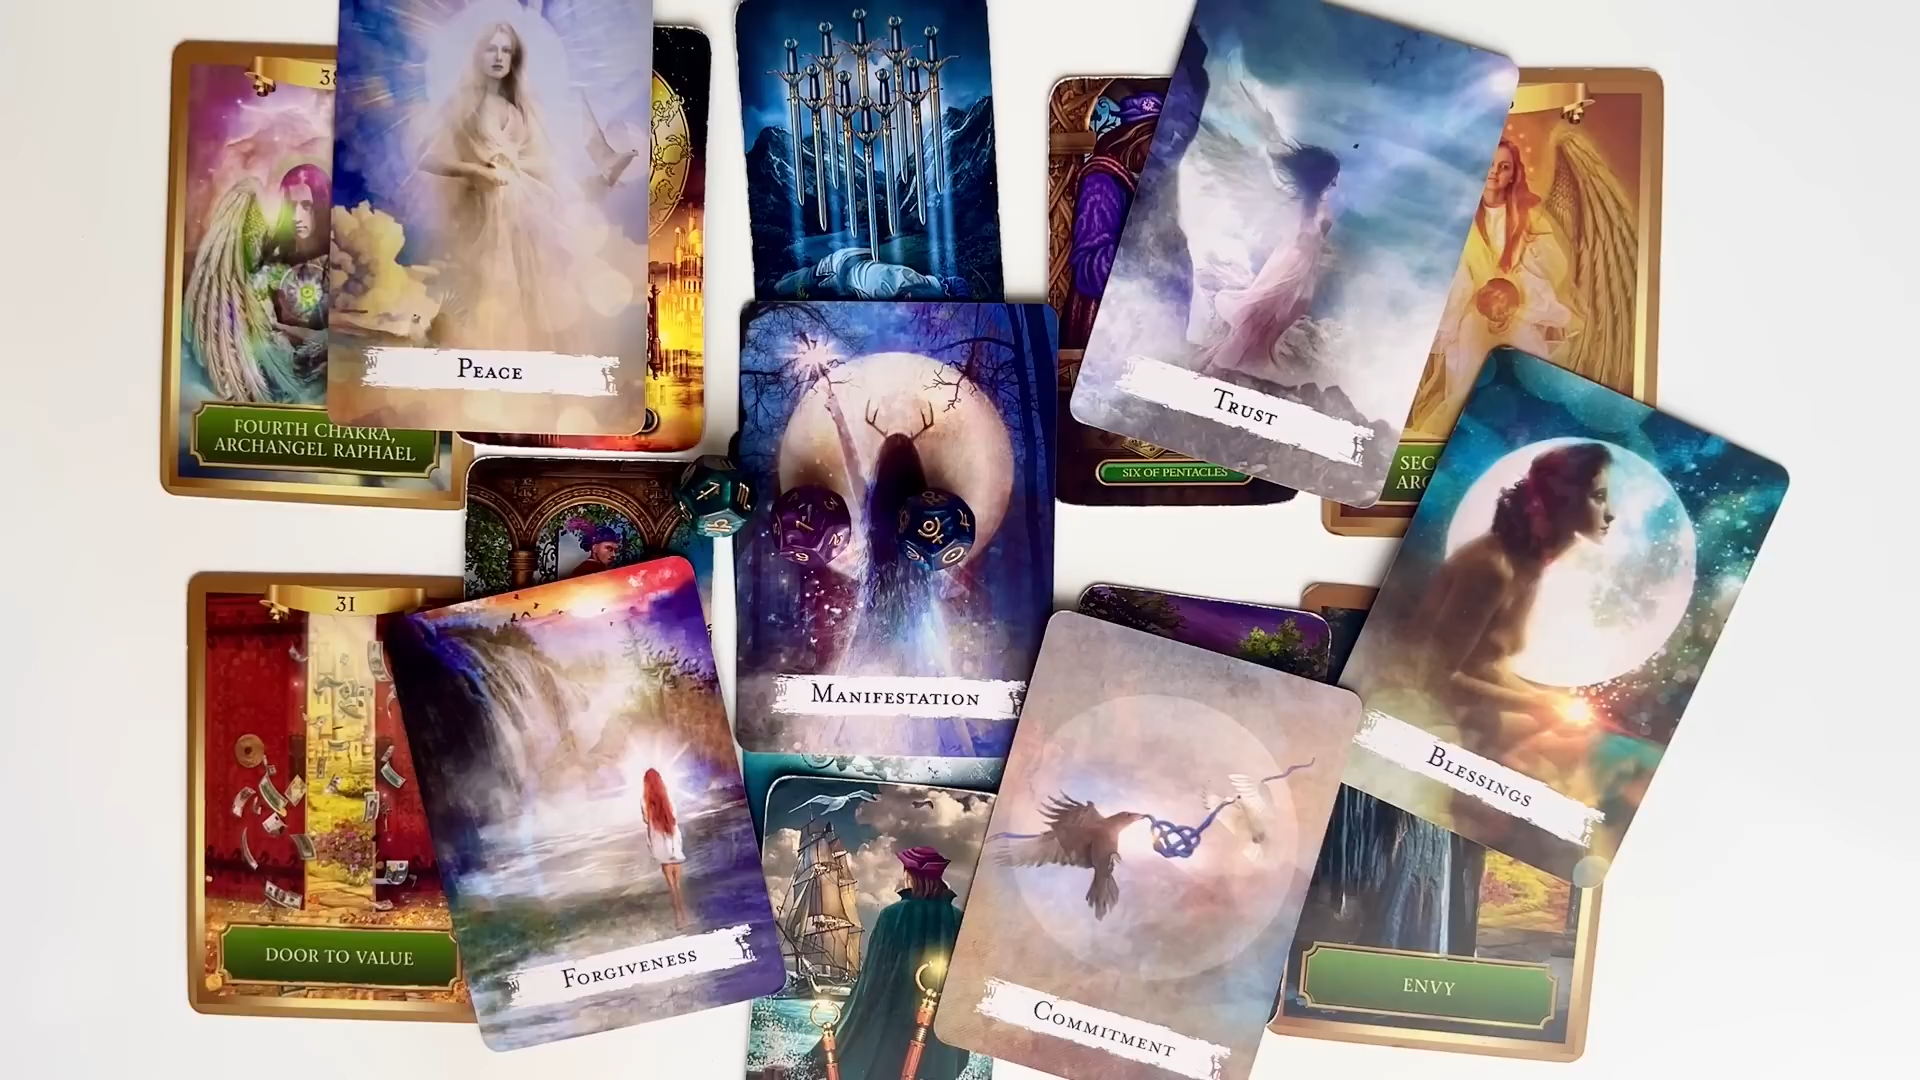 38
Peace
FOURTH CHAKRA,
ARCHANGEL RAPHAEL
Trust
SIX OF PENTACLES
Manifestation
Blessings
31
DOOR TO VALUE
Forgiveness
Commitment
ENVY